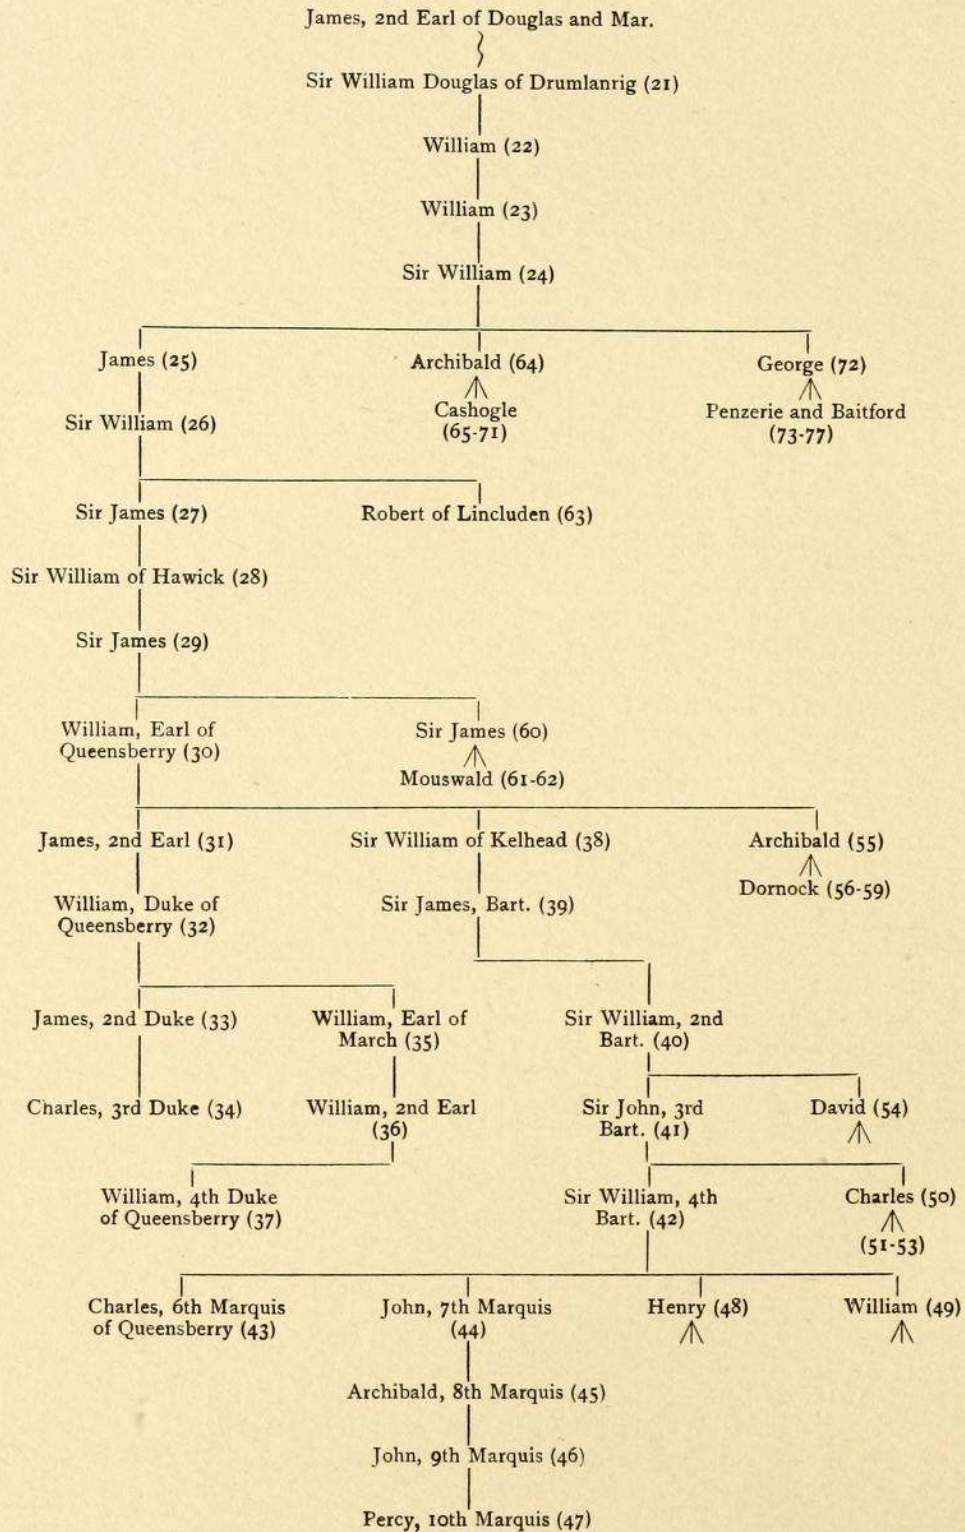 James, 2nd Earl of Douglas and Mar.
Sir William Douglas of Drumlanrig (21)
William (22)
William (23)
Sir William (24)
James (25)
Archibald (64)
George (72)
Cashogle
(65-71)
Penzerie and Baitford
(73-77)
Sir William (26)
Sir James (27)
Robert of Lincluden (63)
Sir William of Hawick (28)
Sir James (29)
William, Earl of
Queensberry (30)
Sir James (60)
Mouswald (61-62)
James, 2nd Earl (31)
Sir William of Kelhead (38)
Archibald (55)
Dornock (56-59)
William, Duke of
Queensberry (32)
Sir James, Bart. (39)
James, 2nd Duke (33)
William, Earl of
March (35)
Sir William, 2nd
Bart. (40)
Charles, 3rd Duke (34)
William, 2nd Earl
(36)
Sir John, 3rd
Bart. (41)
David (54)
William, 4th Duke
of Queensberry (37)
Sir William, 4th
Bart. (42)
Charles (50)
(51-53)
Charles, 6th Marquis
of Queensberry (43)
John, 7th Marquis
(44)
Henry (48)
William (49)
Archibald, 8th Marquis (45)
John, 9th Marquis (46)
Percy, 10th Marquis (47)